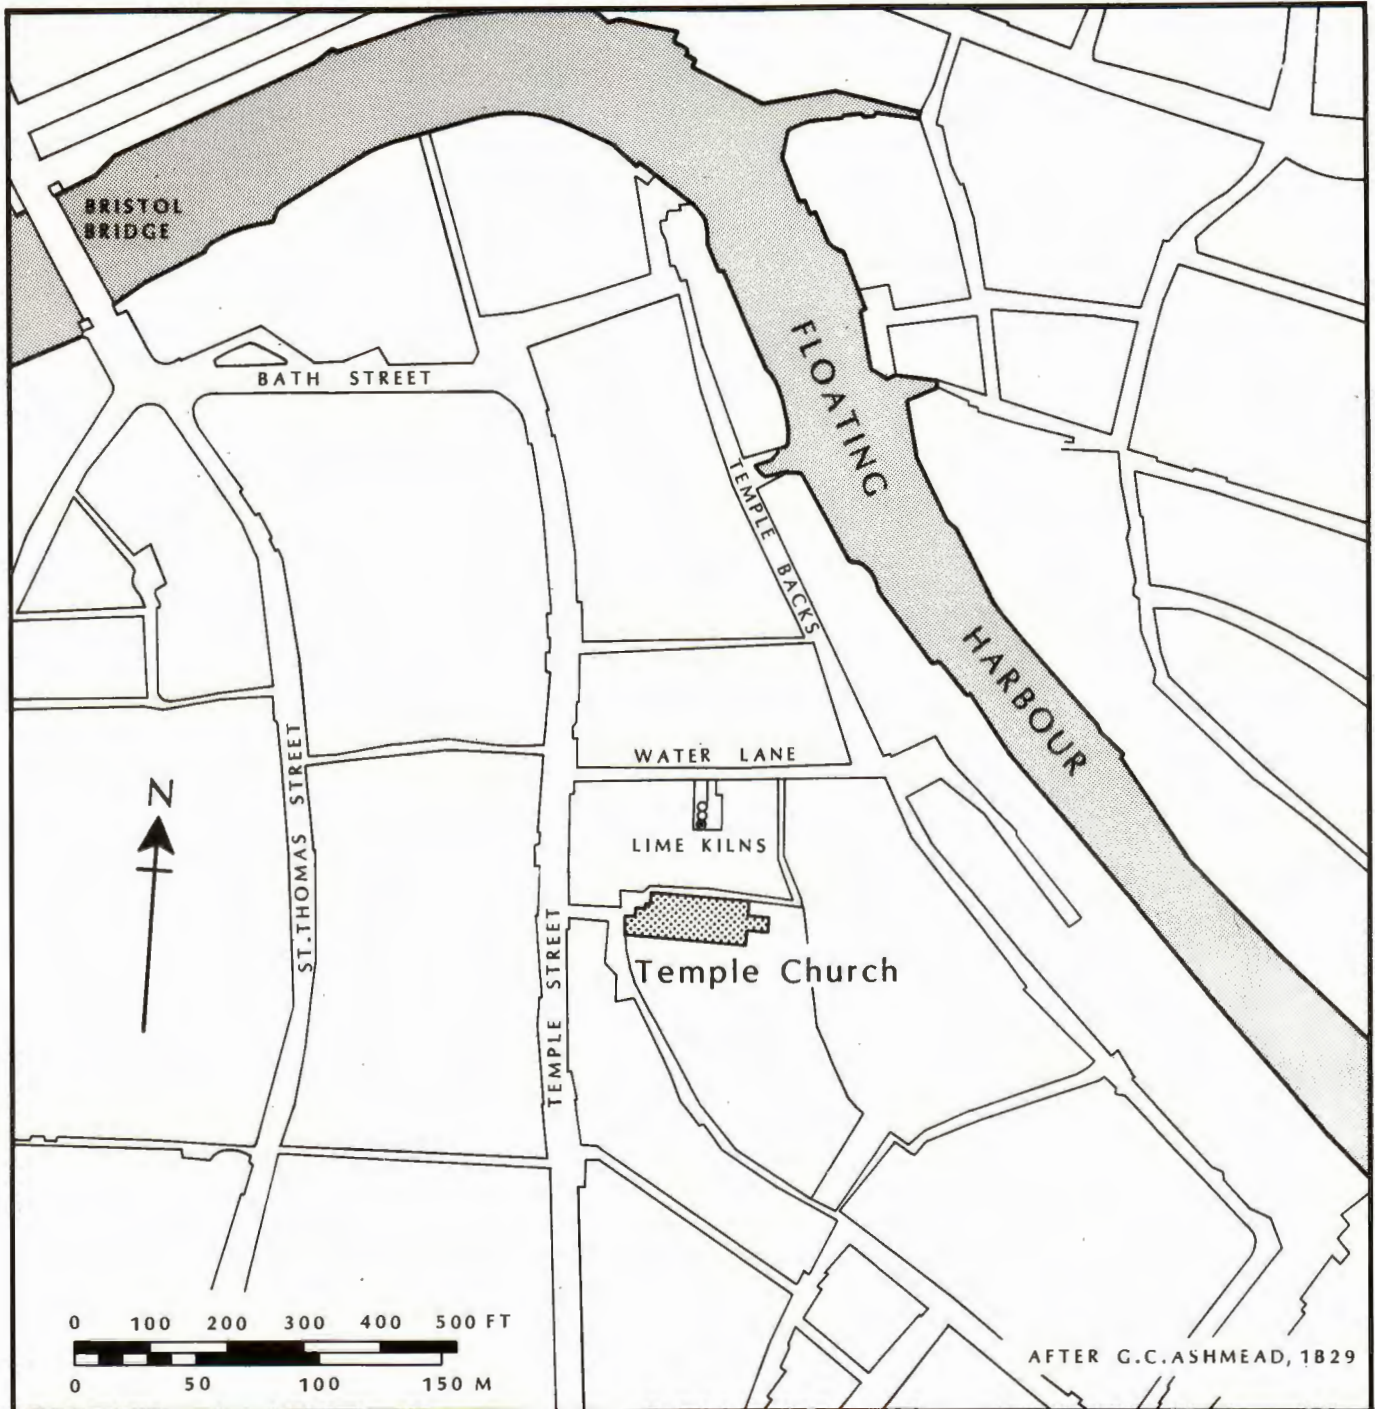 BRISTOL
BRIDGE
BATH STREET
FLOATING
HARBOUR
TEMPLE BACKS
WATER LANE
LIME KILNS
N
ST. THOMAS STREET
TEMPLE STREET
Temple Church
0 100 200 300 400 500 FT
0 50 100 150 M
AFTER G.C. ASHMEAD, 1829